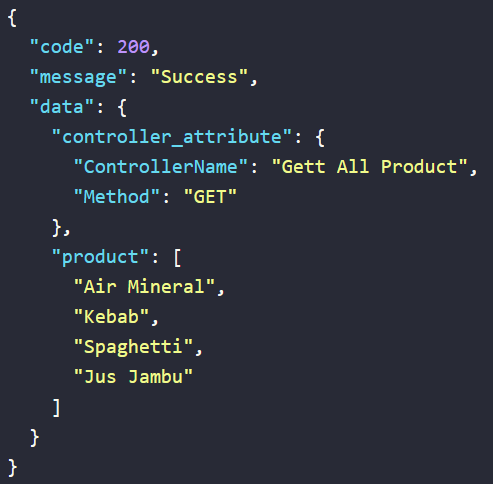 {
  "code": 200,
  "message": "Success",
  "data": {
    "controller_attribute": {
      "ControllerName": "Gett All Product",
      "Method": "GET"
    },
    "product": [
      "Air Mineral",
      "Kebab",
      "Spaghetti",
      "Jus Jambu"
    ]
  }
}